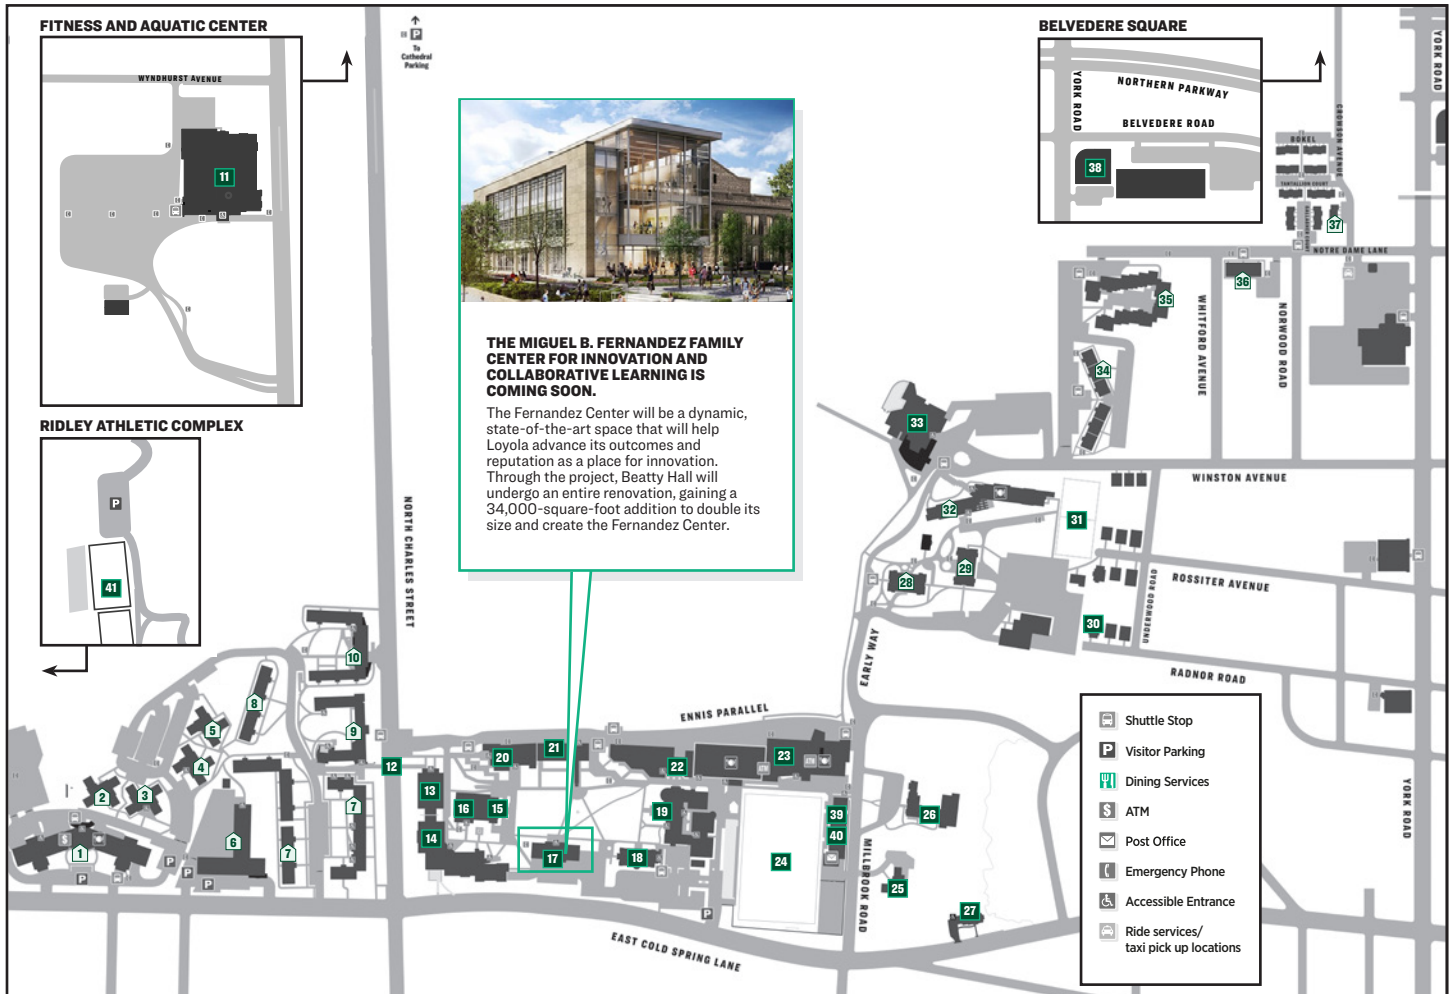 FITNESS AND AQUATIC CENTER
WYNDHURST AVENUE
11
P
To
Cathedral
Parking
BELVEDERE SQUARE
YORK ROAD
NORTHERN PARKWAY
BELVEDERE ROAD
38
YORK ROAD
CROWSON AVENUE
BOKEL
TANTALLION COURT
37
NOTRE DAME LANE
36
35
WHITFORD AVENUE
NORWOOD ROAD
34
THE MIGUEL B. FERNANDEZ FAMILY
CENTER FOR INNOVATION AND
COLLABORATIVE LEARNING IS
COMING SOON.
The Fernandez Center will be a dynamic,
state-of-the-art space that will help
Loyola advance its outcomes and
reputation as a place for innovation.
Through the project, Beatty Hall will
undergo an entire renovation, gaining a
34,000-square-foot addition to double its
size and create the Fernandez Center.
RIDLEY ATHLETIC COMPLEX
P
41
NORTH CHARLES STREET
33
WINSTON AVENUE
32
31
29
28
ROSSITER AVENUE
UNDERWOOD ROAD
30
RADNOR ROAD
EARLY WAY
10
8
9
5
4
2
3
1
$
6
7
7
P
P
P
P
12
ENNIS PARALLEL
20
21
22
23
ATM
ATM
13
16
15
19
14
17
18
24
39
40
26
25
27
P
MILLBROOK ROAD
EAST COLD SPRING LANE
YORK ROAD
Shuttle Stop
P Visitor Parking
Dining Services
$ ATM
Post Office
Emergency Phone
Accessible Entrance
Ride services/
taxi pick up locations